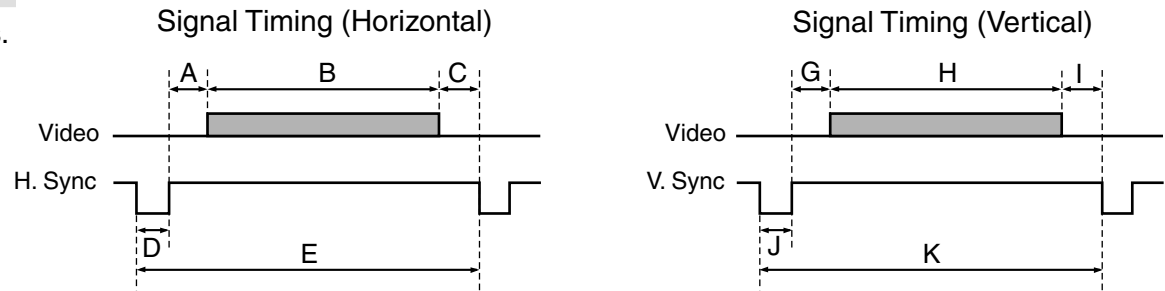 Signal Timing (Horizontal)
A B C
Video
H. Sync
D E
Signal Timing (Vertical)
G H I
Video
V. Sync
J K